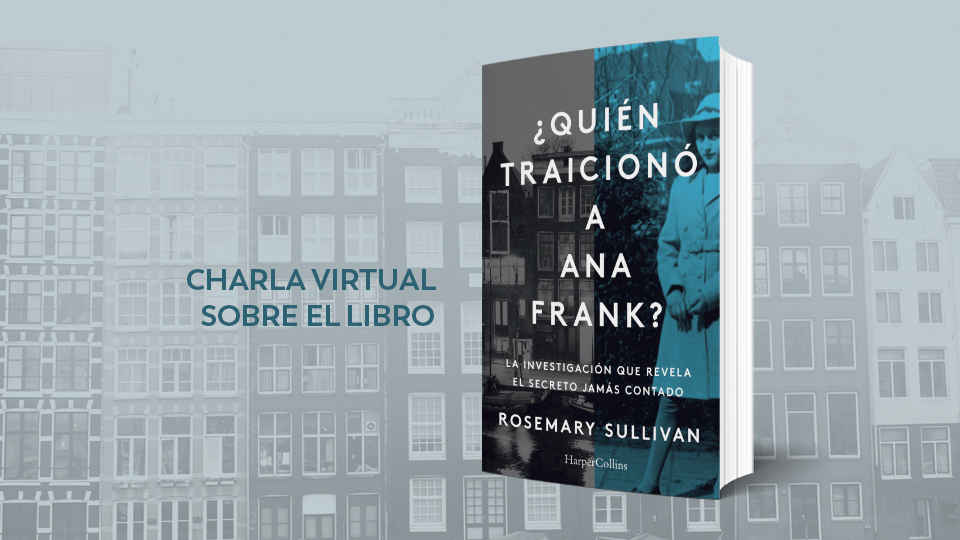 CHARLA VIRTUAL
SOBRE EL LIBRO
¿QUIÉN
TRAICIONÓ
A
ANA
FRANK?
LA INVESTIGACIÓN QUE REVELA
EL SECRETO JAMÁS CONTADO
ROSEMARY SULLIVAN
HarperCollins